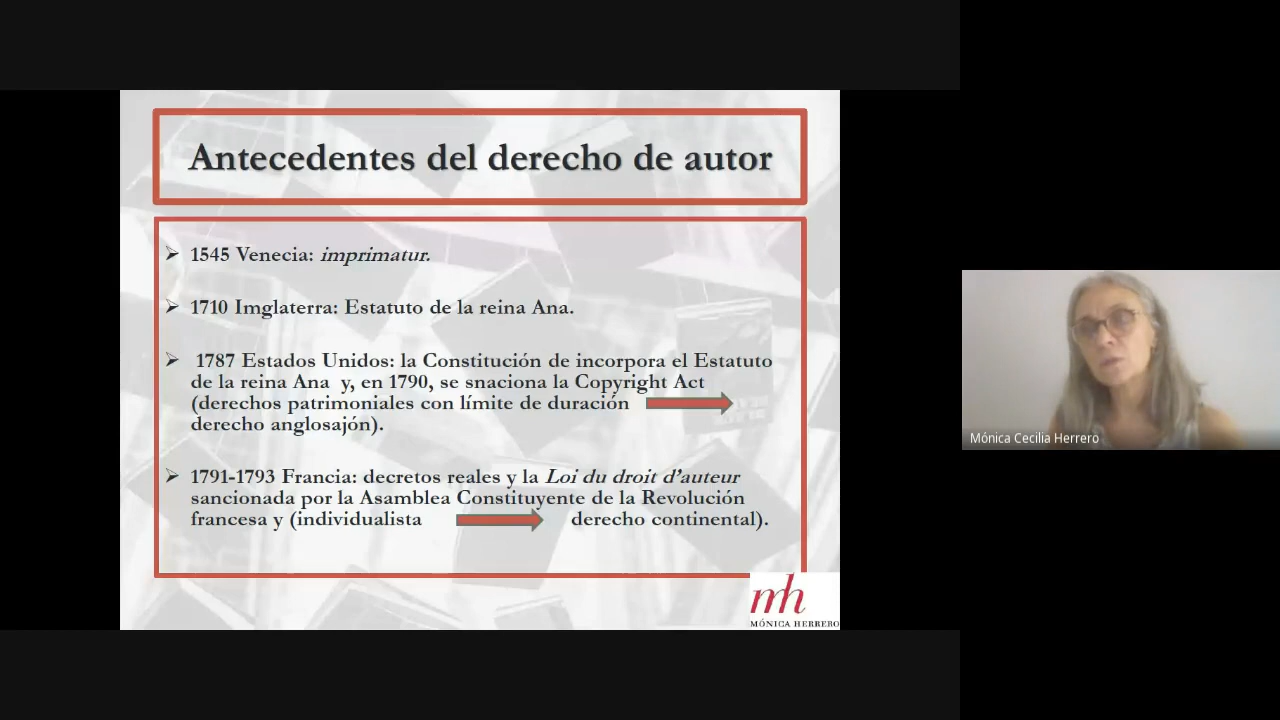 Antecedentes del derecho de autor
1545 Venecia: imprimatur.
1710 Imglaterra: Estatuto de la reina Ana.
1787 Estados Unidos: la Constitución de incorpora el Estatuto
de la reina Ana y, en 1790, se snaciona la Copyright Act
(derechos patrimoniales con límite de duración
derecho anglosajón).
1791-1793 Francia: decretos reales y la Loi du droit d’auteur
sancionada por la Asamblea Constituyente de la Revolución
francesa y (individualista derecho continental).
mh
MÓNICA HERRERO
Mónica Cecilia Herrero